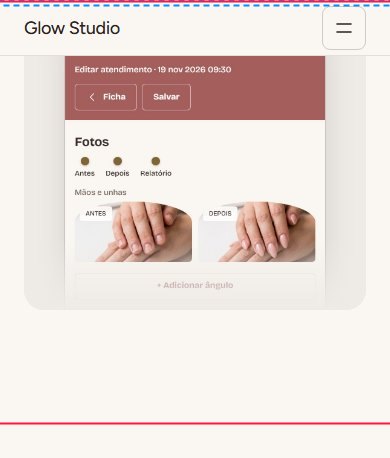 Glow Studio
Editar atendimento · 19 nov 2026 09:30
Ficha
Salvar
Fotos
Antes
Depois
Relatório
Mãos e unhas
ANTES
DEPOIS
+ Adicionar ângulo